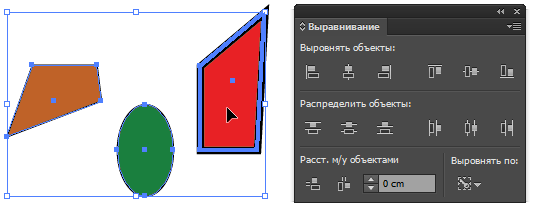 Выравнивание
Выровнять объекты:
Распределить объекты:
Расст. м/у объектами
Выровнять по:
0 cm